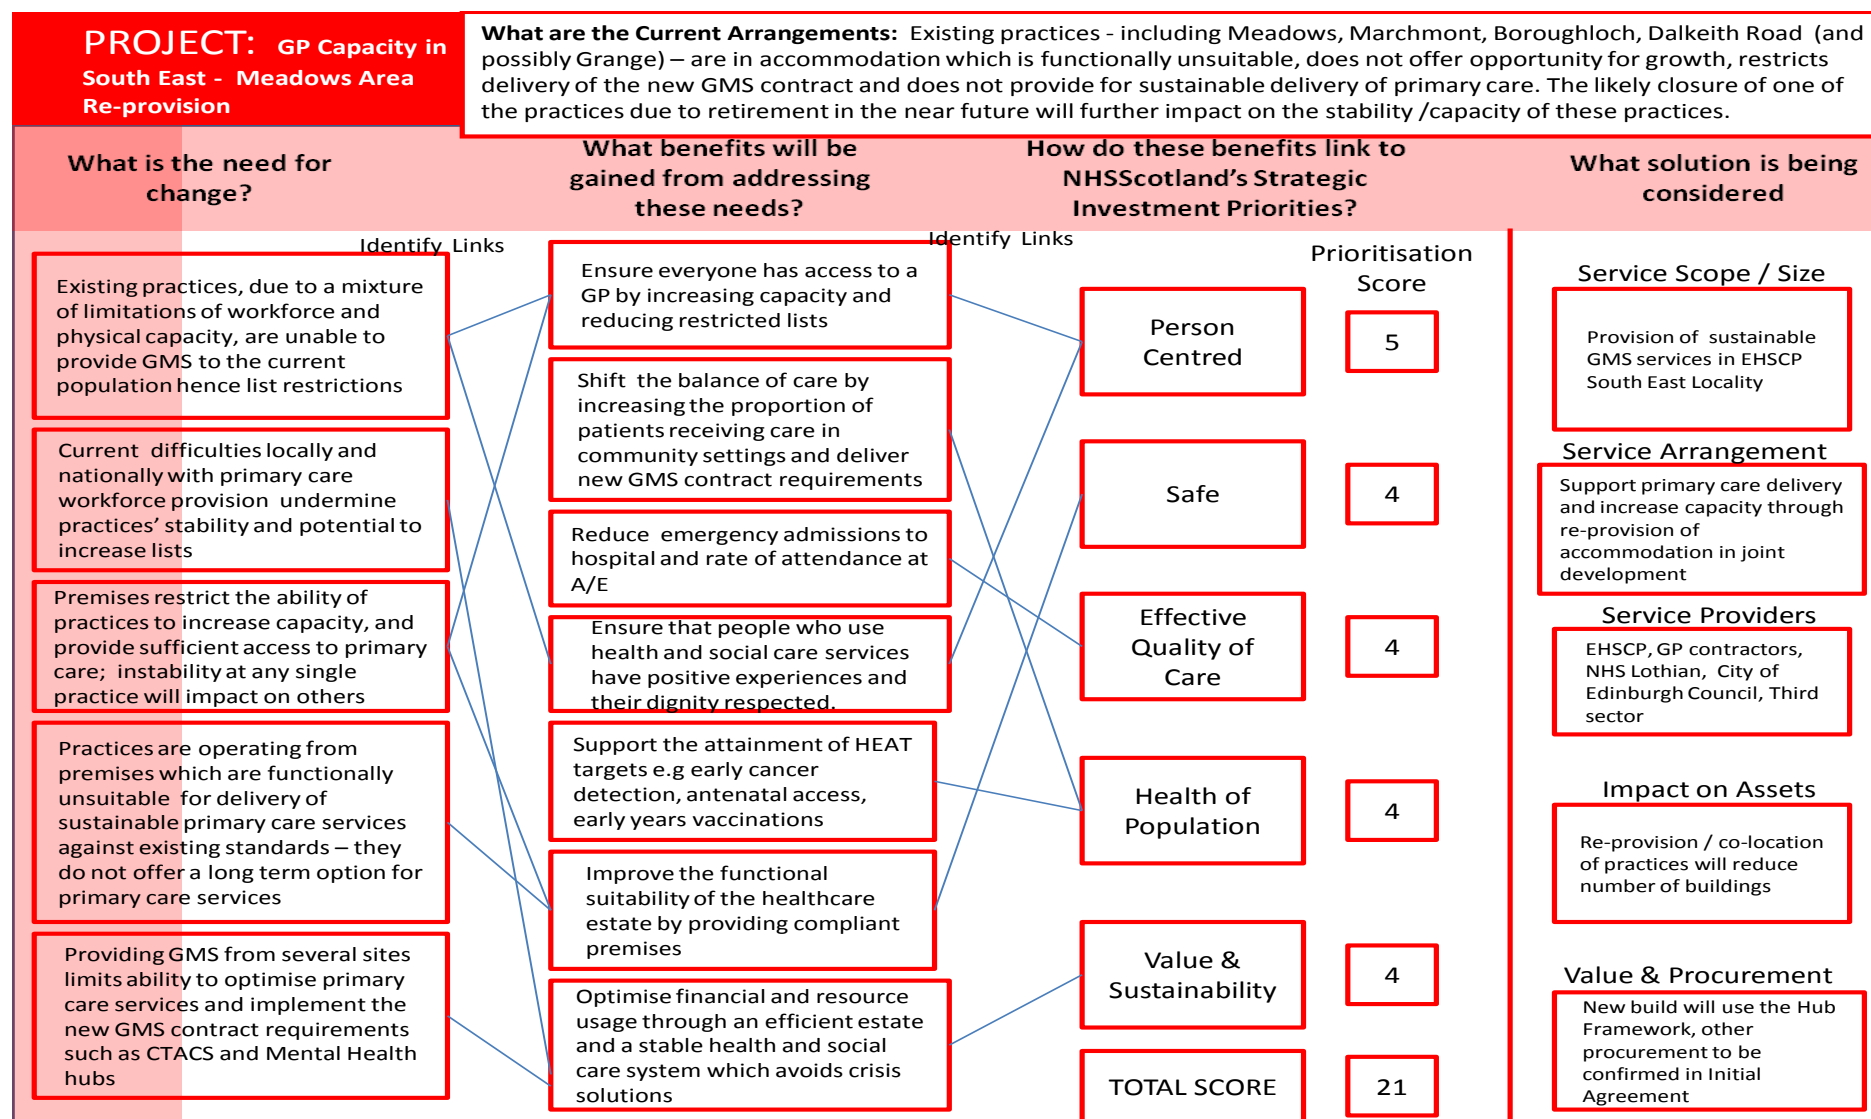 PROJECT: GP Capacity in
South East - Meadows Area
Re-provision
What are the Current Arrangements: Existing practices - including Meadows, Marchmont, Boroughloch, Dalkeith Road (and
possibly Grange) – are in accommodation which is functionally unsuitable, does not offer opportunity for growth, restricts
delivery of the new GMS contract and does not provide for sustainable delivery of primary care. The likely closure of one of
the practices due to retirement in the near future will further impact on the stability /capacity of these practices.
What is the need for
change?
Identify Links
Existing practices, due to a mixture
of limitations of workforce and
physical capacity, are unable to
provide GMS to the current
population hence list restrictions
Current difficulties locally and
nationally with primary care
workforce provision undermine
practices’ stability and potential to
increase lists
Premises restrict the ability of
practices to increase capacity, and
provide sufficient access to primary
care; instability at any single
practice will impact on others
Practices are operating from
premises which are functionally
unsuitable for delivery of
sustainable primary care services
against existing standards – they
do not offer a long term option for
primary care services
Providing GMS from several sites
limits ability to optimise primary
care services and implement the
new GMS contract requirements
such as CTACS and Mental Health
hubs
What benefits will be
gained from addressing
these needs?
Identify Links
Ensure everyone has access to a
GP by increasing capacity and
reducing restricted lists
Shift the balance of care by
increasing the proportion of
patients receiving care in
community settings and deliver
new GMS contract requirements
Reduce emergency admissions to
hospital and rate of attendance at
A/E
Ensure that people who use
health and social care services
have positive experiences and
their dignity respected.
Support the attainment of HEAT
targets e.g early cancer
detection, antenatal access,
early years vaccinations
Improve the functional
suitability of the healthcare
estate by providing compliant
premises
Optimise financial and resource
usage through an efficient estate
and a stable health and social
care system which avoids crisis
solutions
How do these benefits link to
NHSScotland’s Strategic
Investment Priorities?
Prioritisation
Score
Person
Centred
5
Safe
4
Effective
Quality of
Care
4
Health of
Population
4
Value &
Sustainability
4
TOTAL SCORE
21
What solution is being
considered
Service Scope / Size
Provision of sustainable
GMS services in EHSCP
South East Locality
Service Arrangement
Support primary care delivery
and increase capacity through
re-provision of
accommodation in joint
development
Service Providers
EHSCP, GP contractors,
NHS Lothian, City of
Edinburgh Council, Third
sector
Impact on Assets
Re-provision / co-location
of practices will reduce
number of buildings
Value & Procurement
New build will use the Hub
Framework, other
procurement to be
confirmed in Initial
Agreement